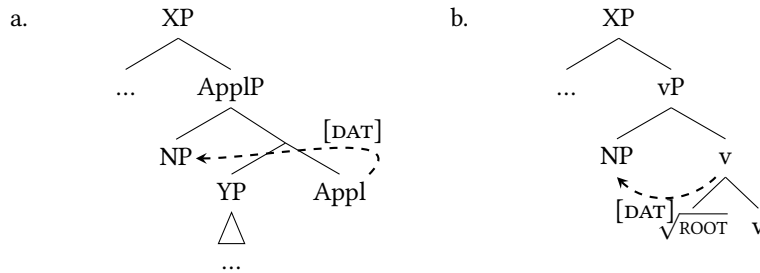 a. XP b. XP
... ApplP ... vP
[DAT]
NP NP v
YP Appl [DAT]
√ROOT v
...